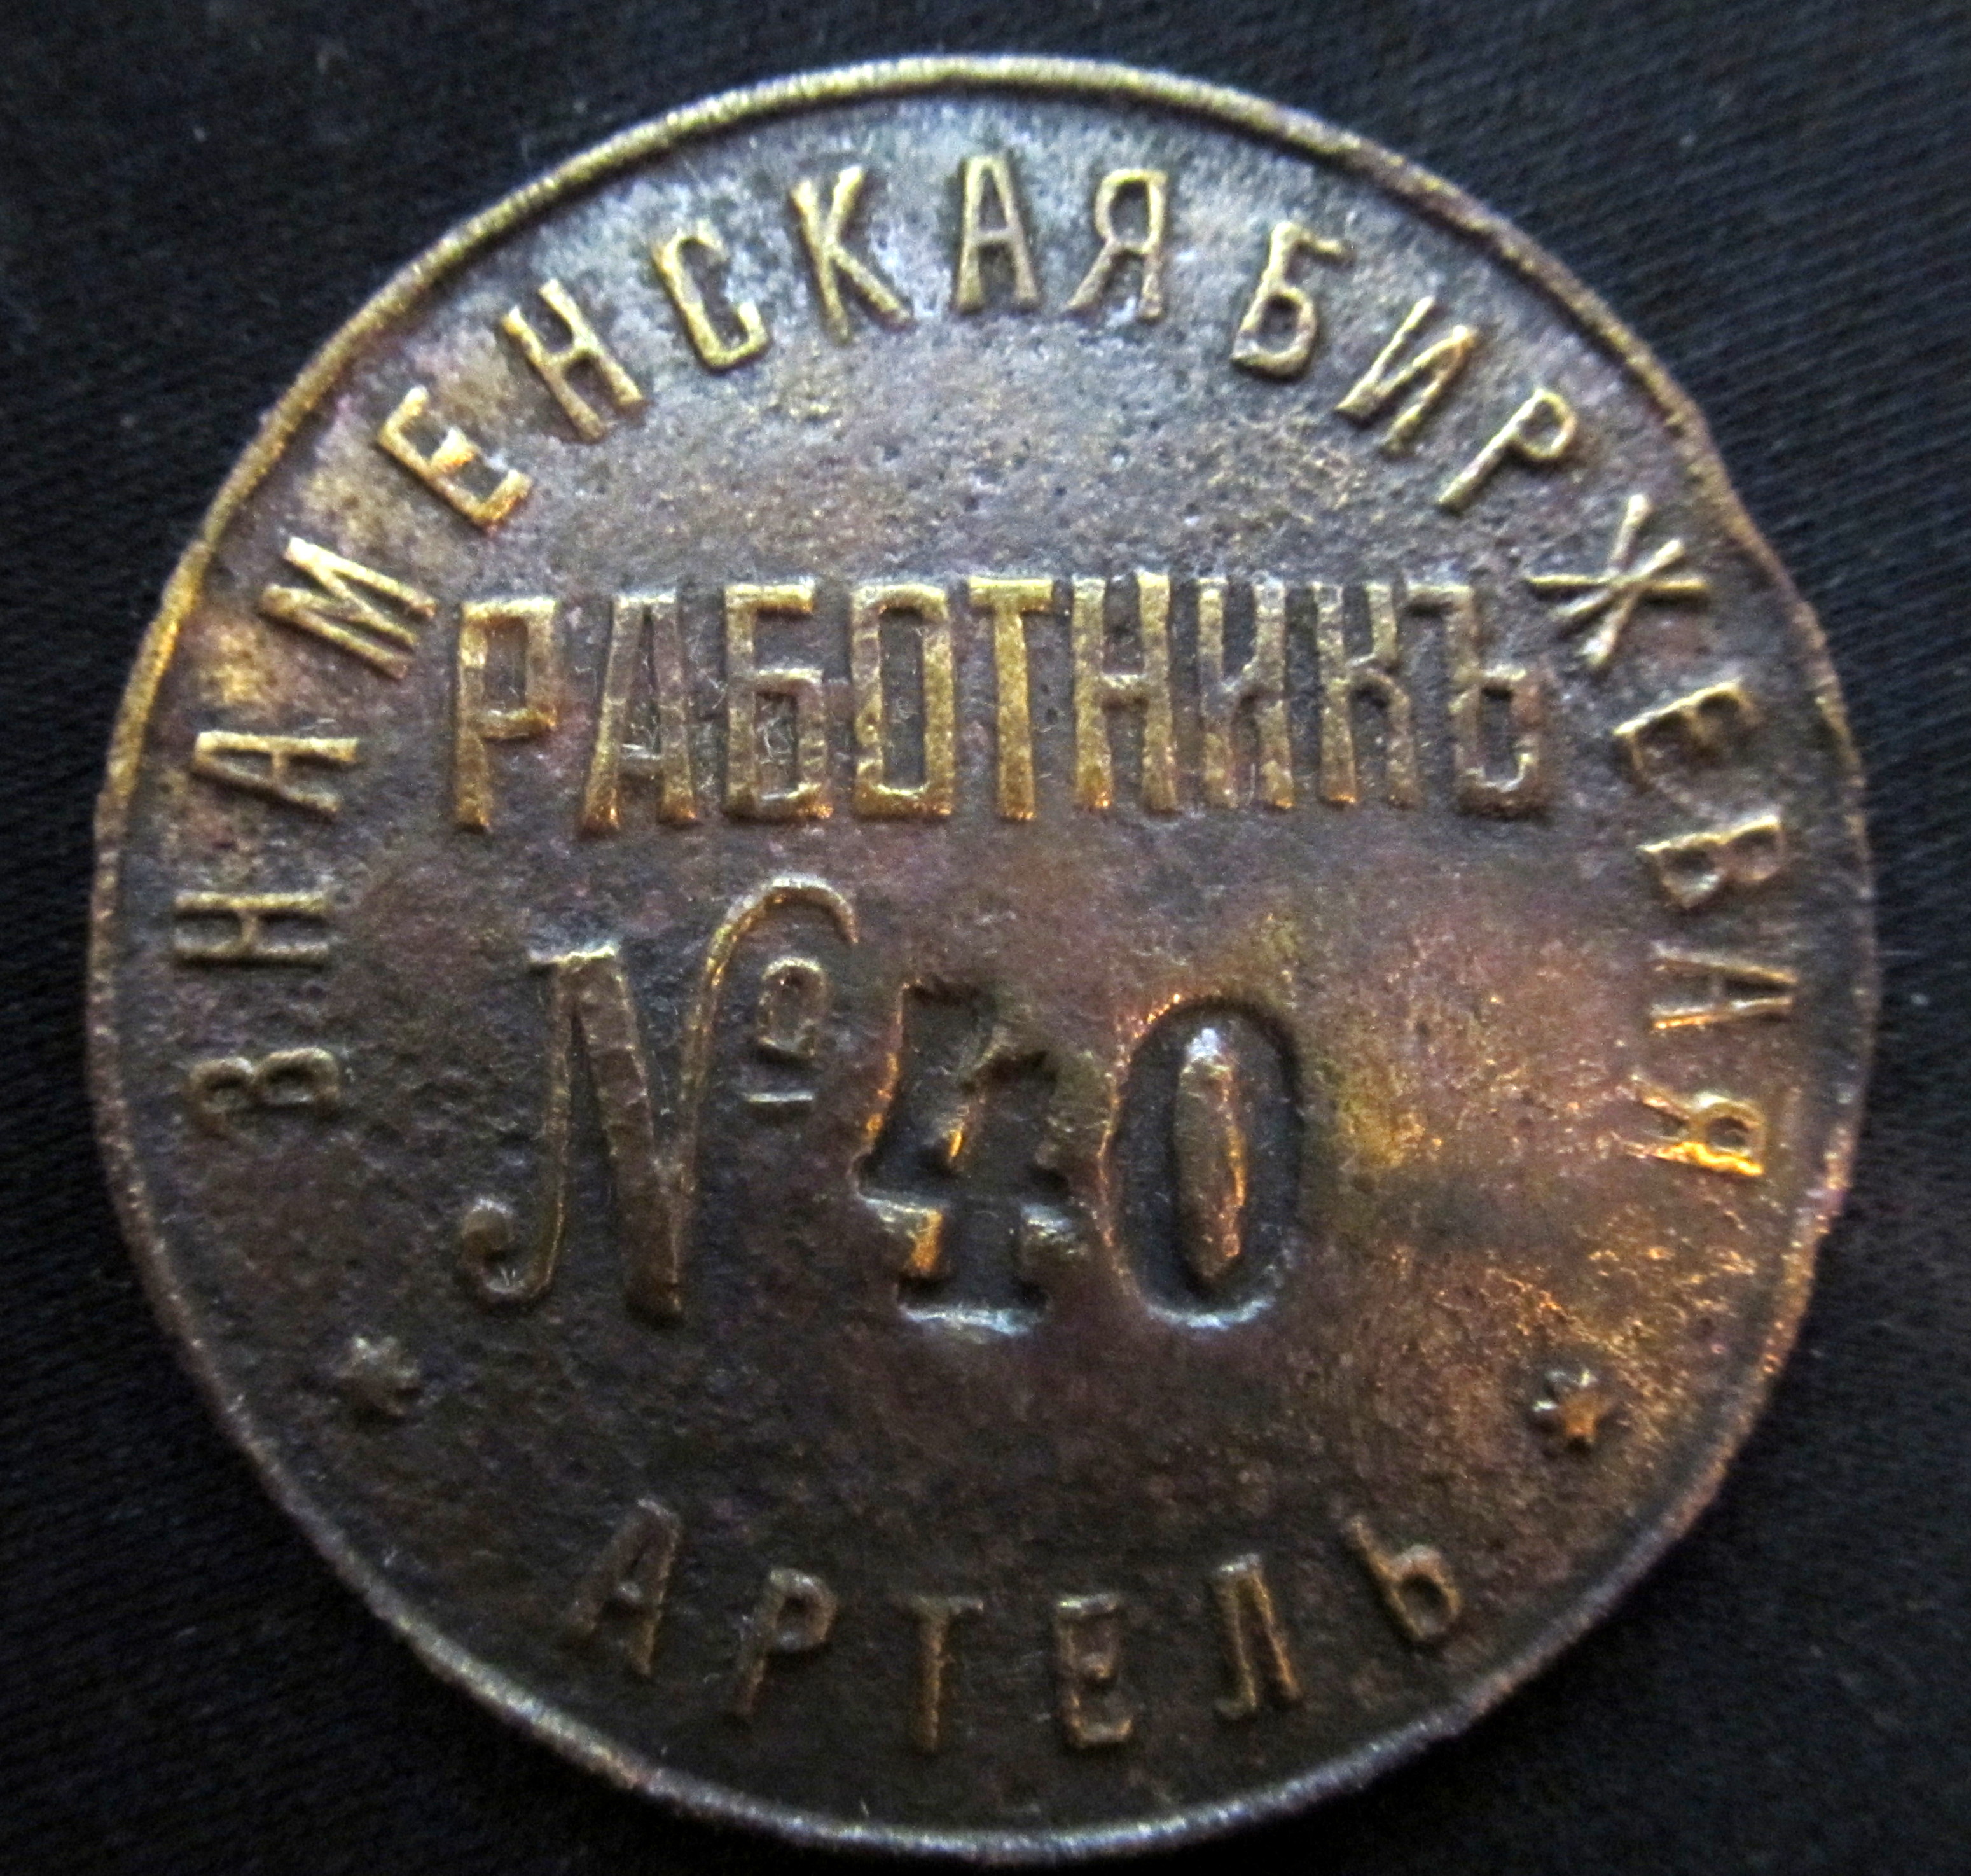 ЗНАМЕНСКАЯ БИРЖЕВАЯ
РАБОТНИКЪ
№ 40
АРТЕЛЬ